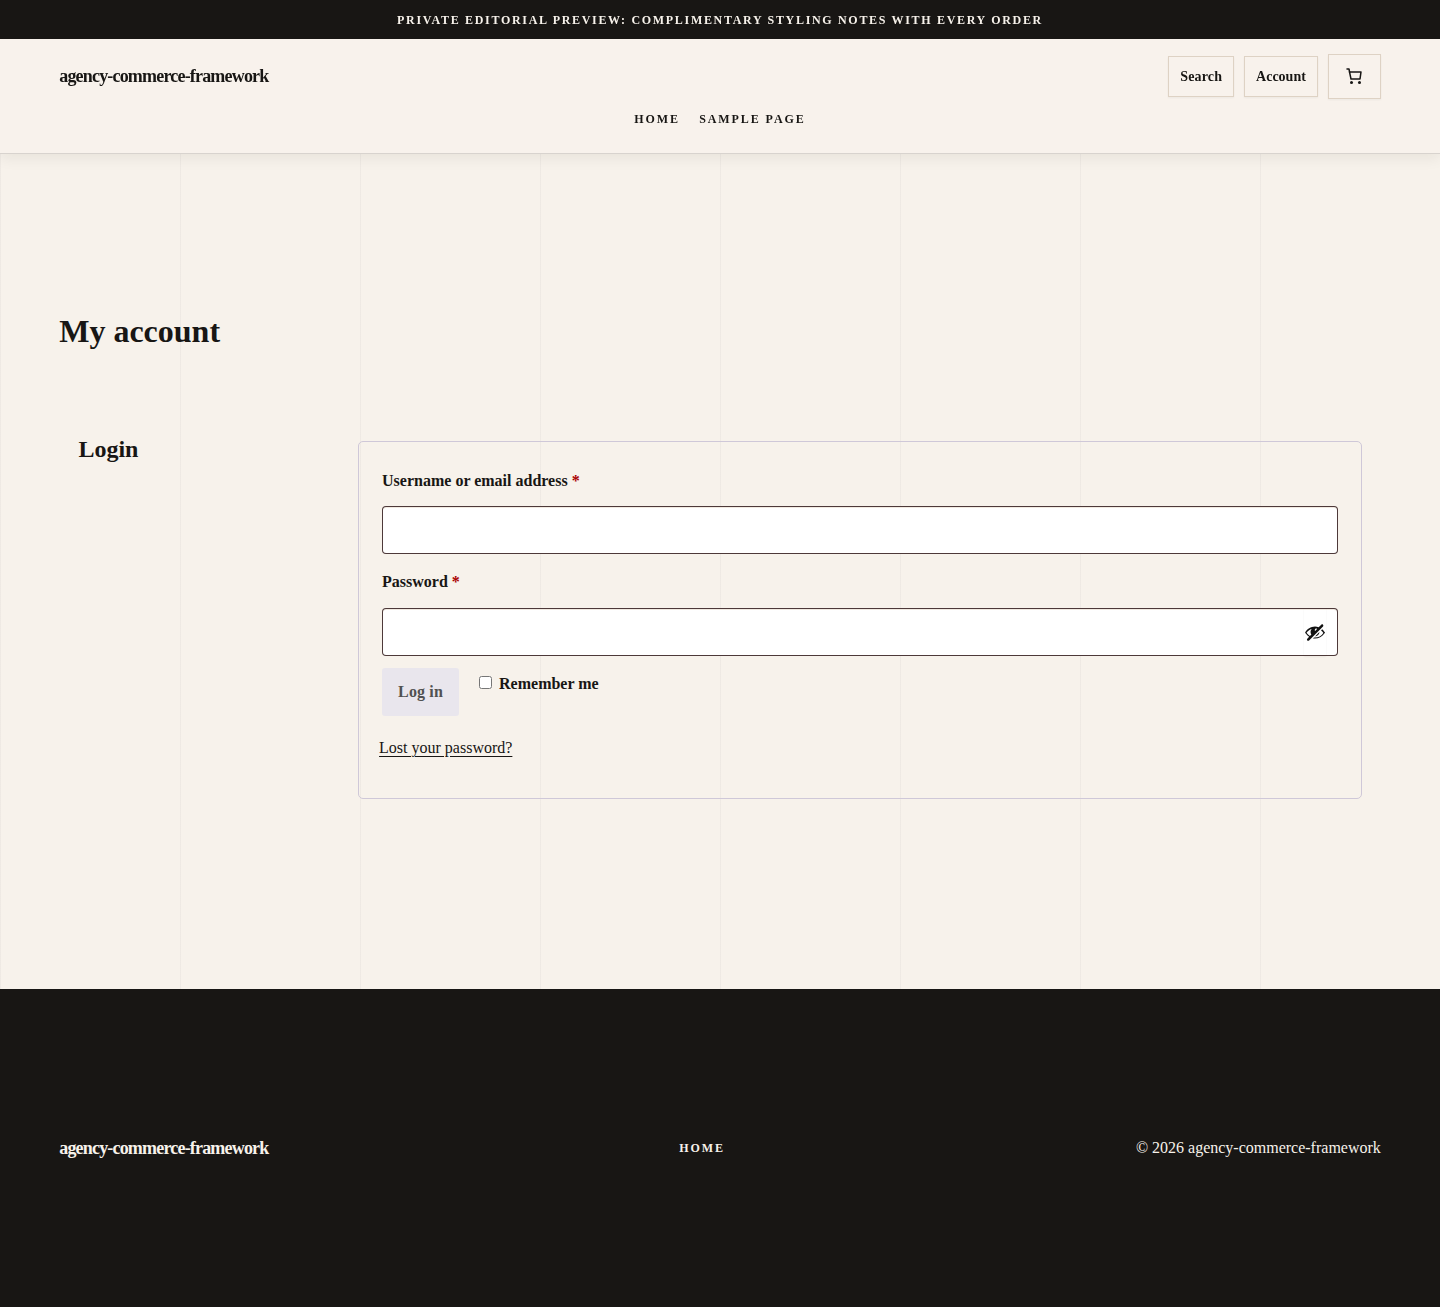 PRIVATE EDITORIAL PREVIEW: COMPLIMENTARY STYLING NOTES WITH EVERY ORDER
agency-commerce-framework
Search
Account
HOME
SAMPLE PAGE
My account
Login
Username or email address *
Password *
Log in
Remember me
Lost your password?
agency-commerce-framework
HOME
© 2026 agency-commerce-framework